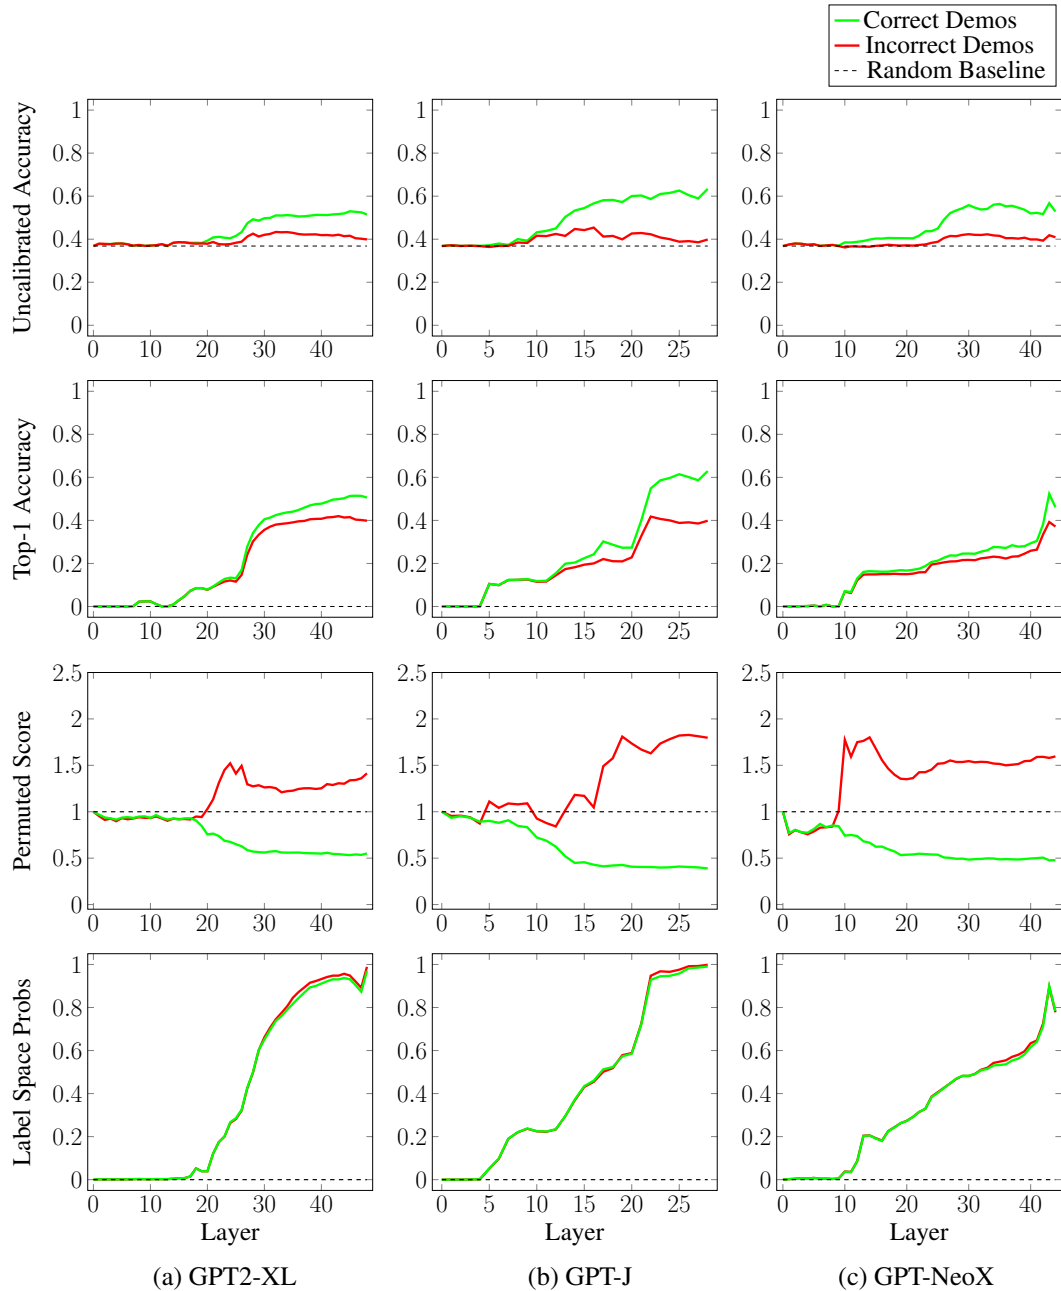 Correct Demos
Incorrect Demos
Random Baseline
Uncalibrated Accuracy
1
0.8
0.6
0.4
0.2
0
0 10 20 30 40
1
0.8
0.6
0.4
0.2
0
0 5 10 15 20 25
1
0.8
0.6
0.4
0.2
0
0 10 20 30 40
Top-1 Accuracy
1
0.8
0.6
0.4
0.2
0
0 10 20 30 40
1
0.8
0.6
0.4
0.2
0
0 5 10 15 20 25
1
0.8
0.6
0.4
0.2
0
0 10 20 30 40
Permuted Score
2.5
2
1.5
1
0.5
0
0 10 20 30 40
2.5
2
1.5
1
0.5
0
0 5 10 15 20 25
2.5
2
1.5
1
0.5
0
0 10 20 30 40
Label Space Probs
1
0.8
0.6
0.4
0.2
0
0 10 20 30 40
Layer
1
0.8
0.6
0.4
0.2
0
0 5 10 15 20 25
Layer
1
0.8
0.6
0.4
0.2
0
0 10 20 30 40
Layer
(a) GPT2-XL
(b) GPT-J
(c) GPT-NeoX